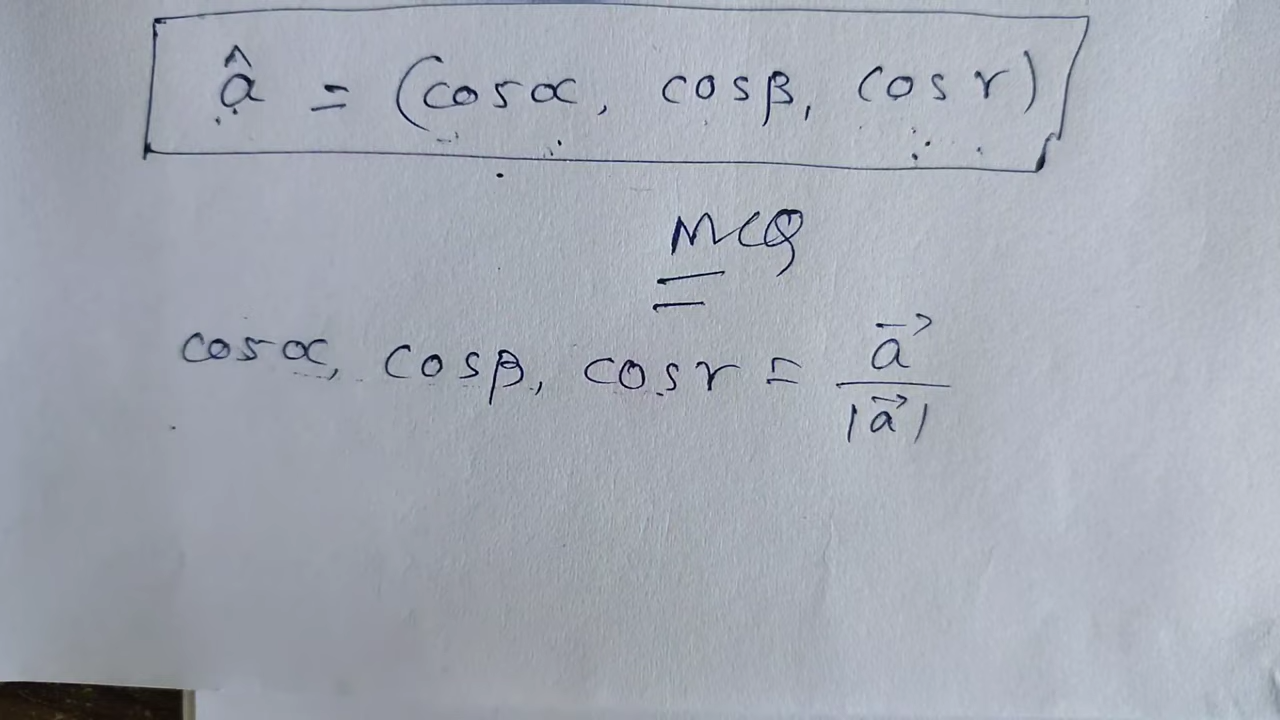 â = (cosα, cosβ, cosγ)
MCQ
cosα, cosβ, cosγ = a⃗ / |a⃗|